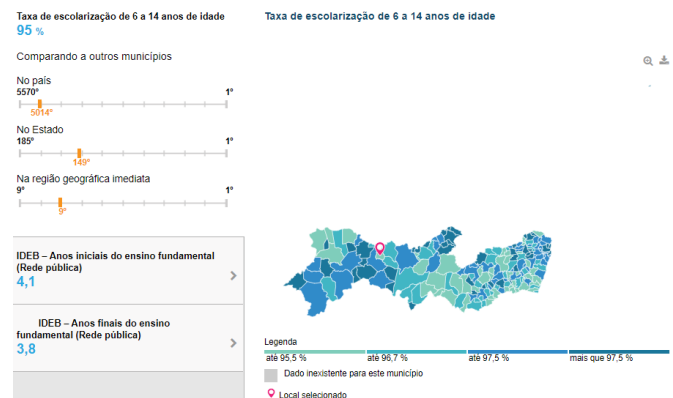 Taxa de escolarização de 6 a 14 anos de idade
95 %
Comparando a outros municípios
No país
5570º 1º
5014º
No Estado
185º 1º
149º
Na região geográfica imediata
9º 1º
9º
IDEB – Anos iniciais do ensino fundamental
(Rede pública)
4,1
IDEB – Anos finais do ensino
fundamental (Rede pública)
3,8
Taxa de escolarização de 6 a 14 anos de idade
Legenda
até 95,5 % até 96,7 % até 97,5 % mais que 97,5 %
Dado inexistente para este município
Local selecionado